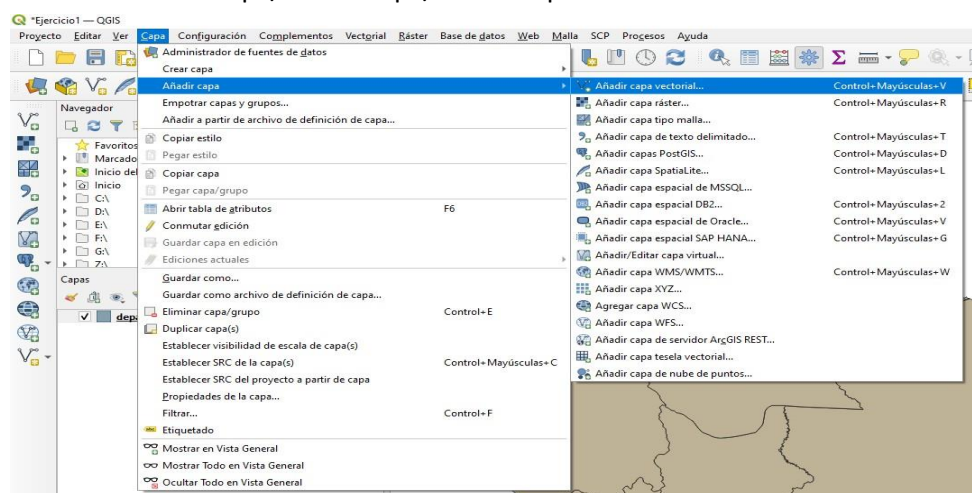 *Ejercicio1 — QGIS
Proyecto Editar Ver Capa Configuración Complementos Vectorial Ráster Base de datos Web Malla SCP Procesos Ayuda
Administrador de fuentes de datos
Crear capa
Añadir capa
Empotrar capas y grupos...
Añadir a partir de archivo de definición de capa...
Copiar estilo
Pegar estilo
Copiar capa
Pegar capa/grupo
Abrir tabla de atributos F6
Conmutar edición
Guardar capa en edición
Ediciones actuales
Guardar como...
Guardar como archivo de definición de capa...
Eliminar capa/grupo Control+E
Duplicar capa(s)
Establecer visibilidad de escala de capa(s)
Establecer SRC de la capa(s) Control+Mayúsculas+C
Establecer SRC del proyecto a partir de capa
Propiedades de la capa...
Filtrar... Control+F
Etiquetado
Mostrar en Vista General
Mostrar Todo en Vista General
Ocultar Todo en Vista General
Añadir capa vectorial... Control+Mayúsculas+V
Añadir capa ráster... Control+Mayúsculas+R
Añadir capa tipo malla...
Añadir capa de texto delimitado... Control+Mayúsculas+T
Añadir capas PostGIS... Control+Mayúsculas+D
Añadir capa SpatiaLite... Control+Mayúsculas+L
Añadir capa espacial de MSSQL...
Añadir capa espacial DB2... Control+Mayúsculas+2
Añadir capa espacial de Oracle... Control+Mayúsculas+V
Añadir capa espacial SAP HANA... Control+Mayúsculas+G
Añadir/Editar capa virtual...
Añadir capa WMS/WMTS... Control+Mayúsculas+W
Añadir capa XYZ...
Agregar capa WCS...
Añadir capa WFS...
Añadir capa de servidor ArcGIS REST...
Añadir capa tesela vectorial...
Añadir capa de nube de puntos...
Navegador
Favoritos
Marcado
Inicio del
Inicio
C:\
D:\
E:\
F:\
G:\
Z:\
Capas
depa